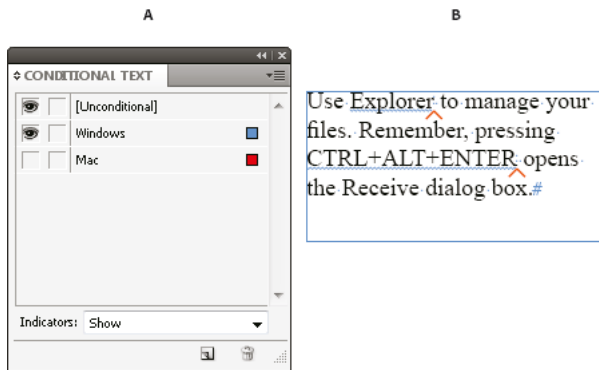 A
B
CONDITIONAL TEXT
[Unconditional]
Windows
Mac
Indicators: Show
Use Explorer to manage your
files. Remember, pressing
CTRL+ALT+ENTER opens
the Receive dialog box.#